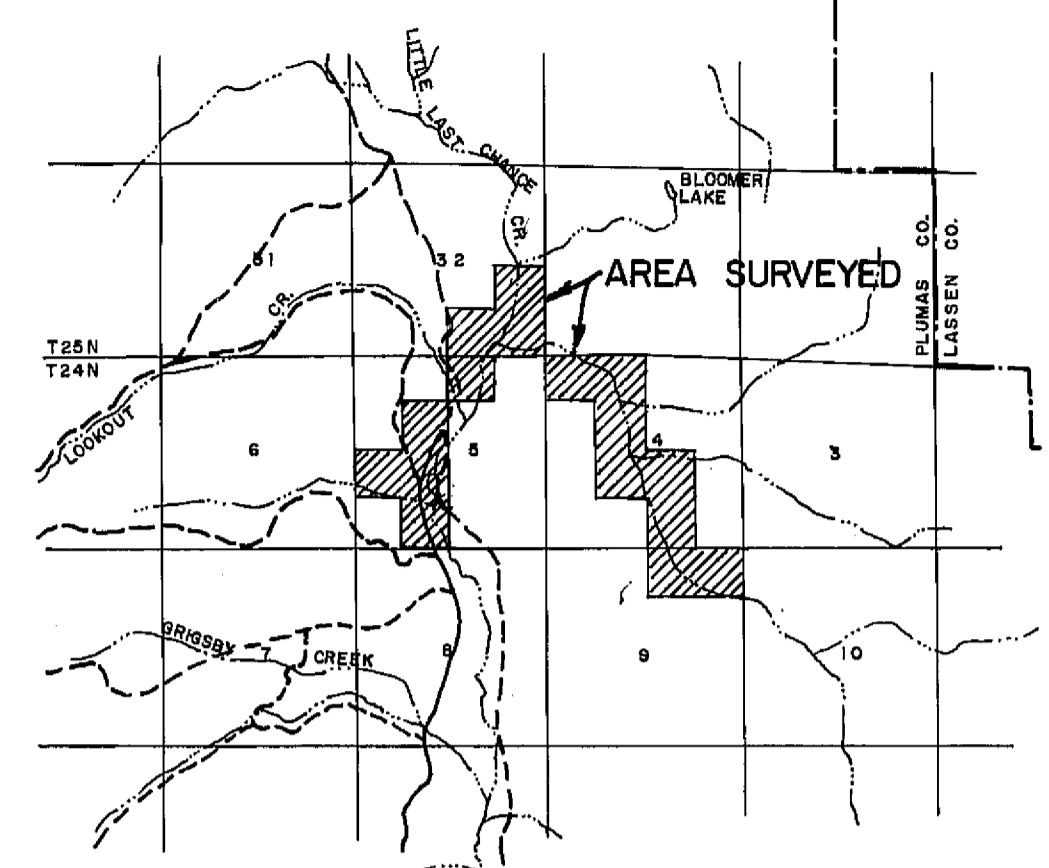 LITTLE LAST CHANCE CR.
BLOOMER
LAKE
PLUMAS CO.
LASSEN CO.
31
32
AREA SURVEYED
CR.
T25N
T24N
LOOKOUT
6
5
4
3
GRIGSBY
CREEK
7
8
9
10